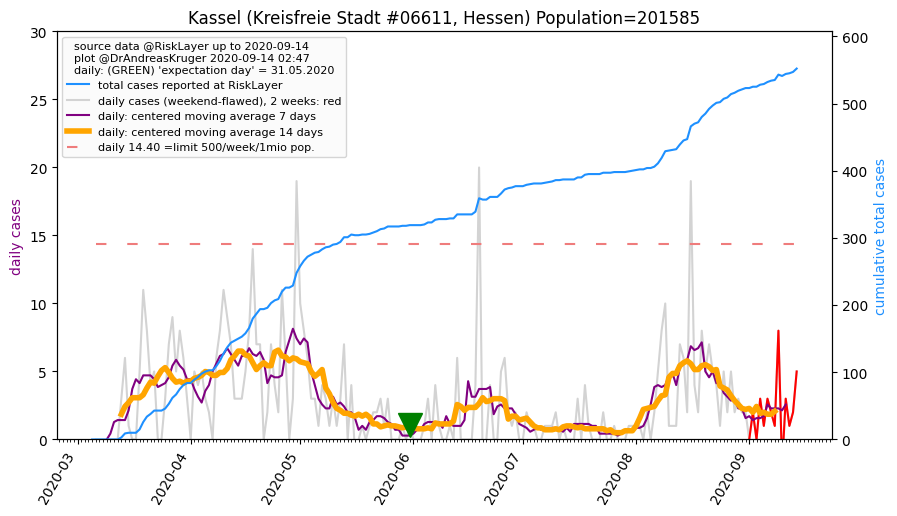 Kassel (Kreisfreie Stadt #06611, Hessen) Population=201585
source data @RiskLayer up to 2020-09-14
plot @DrAndreasKruger 2020-09-14 02:47
daily: (GREEN) 'expectation day' = 31.05.2020
total cases reported at RiskLayer
daily cases (weekend-flawed), 2 weeks: red
daily: centered moving average 7 days
daily: centered moving average 14 days
daily 14.40 =limit 500/week/1mio pop.
daily cases
30
25
20
15
10
5
0
cumulative total cases
600
500
400
300
200
100
0
2020-03
2020-04
2020-05
2020-06
2020-07
2020-08
2020-09